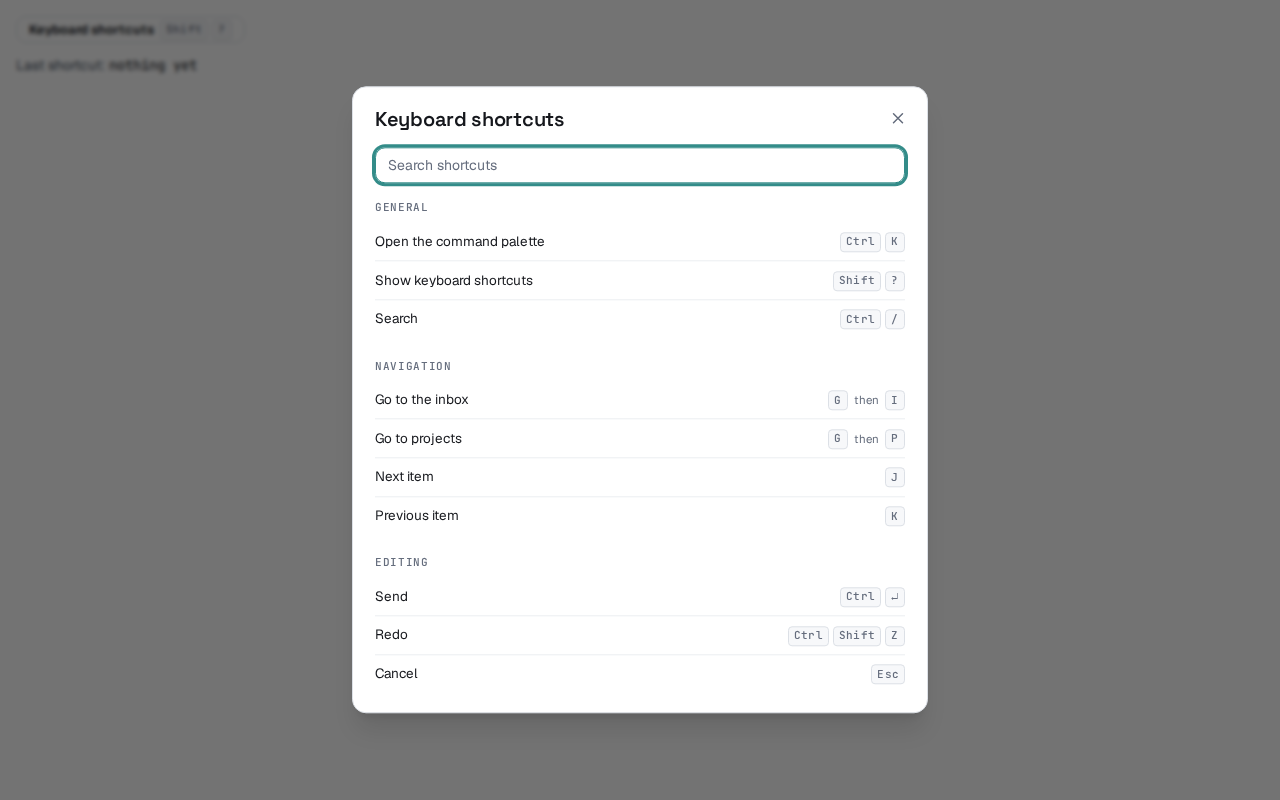 Keyboard shortcuts Shift ?
Last shortcut: nothing yet
Keyboard shortcuts
Search shortcuts
GENERAL
Open the command palette Ctrl K
Show keyboard shortcuts Shift ?
Search Ctrl /
NAVIGATION
Go to the inbox G then I
Go to projects G then P
Next item J
Previous item K
EDITING
Send Ctrl ↵
Redo Ctrl Shift Z
Cancel Esc